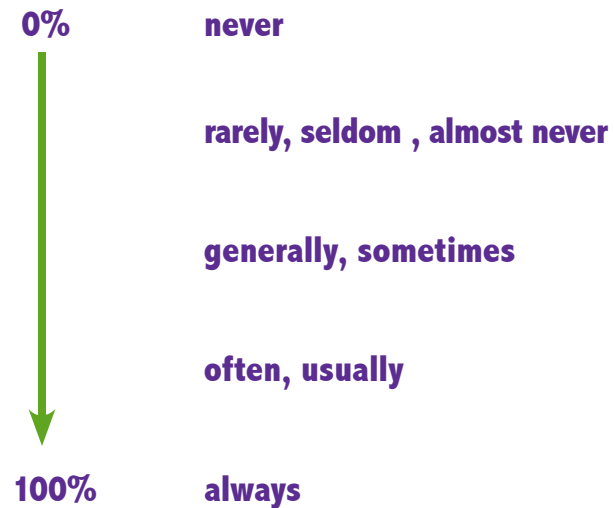 0% never
rarely, seldom , almost never
generally, sometimes
often, usually
100% always